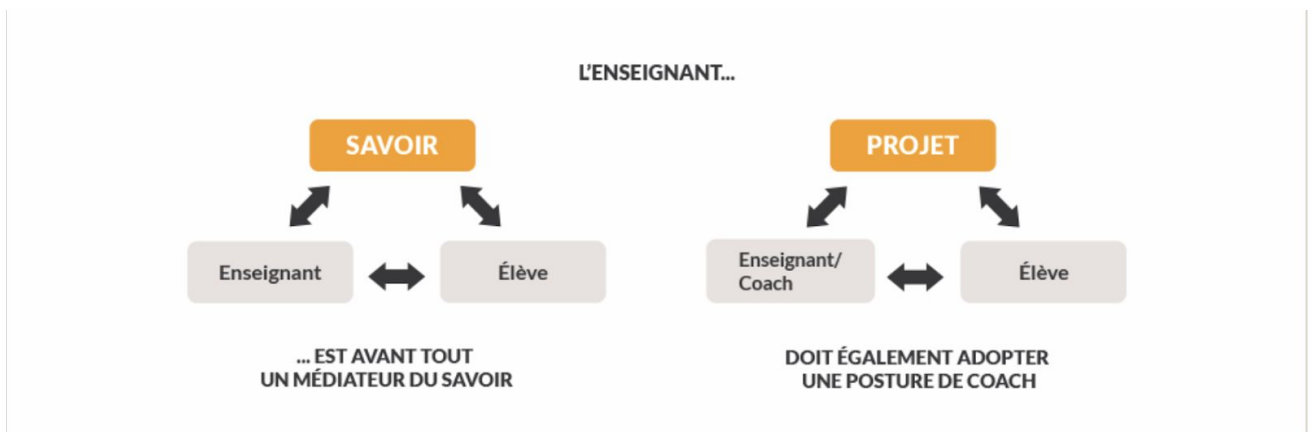 L'ENSEIGNANT...
SAVOIR
Enseignant
Élève
... EST AVANT TOUT
UN MÉDIATEUR DU SAVOIR
PROJET
Enseignant/
Coach
Élève
DOIT ÉGALEMENT ADOPTER
UNE POSTURE DE COACH